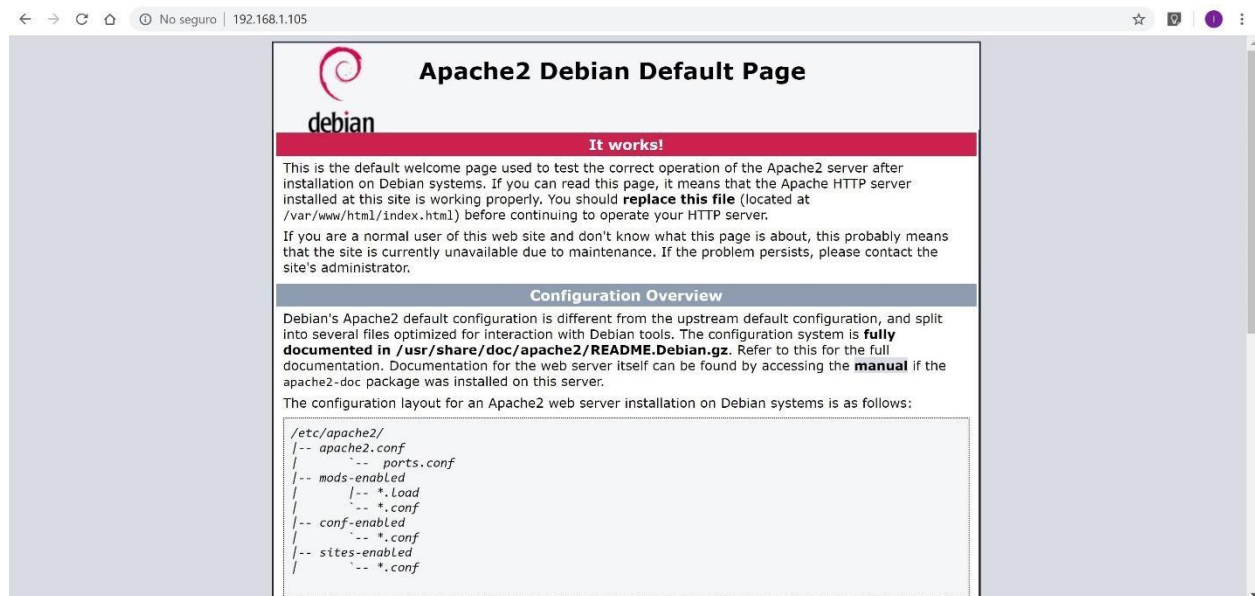 No seguro | 192.168.1.105
I
Apache2 Debian Default Page
debian
It works!
This is the default welcome page used to test the correct operation of the Apache2 server after
installation on Debian systems. If you can read this page, it means that the Apache HTTP server
installed at this site is working properly. You should replace this file (located at
/var/www/html/index.html) before continuing to operate your HTTP server.
If you are a normal user of this web site and don't know what this page is about, this probably means
that the site is currently unavailable due to maintenance. If the problem persists, please contact the
site's administrator.
Configuration Overview
Debian's Apache2 default configuration is different from the upstream default configuration, and split
into several files optimized for interaction with Debian tools. The configuration system is fully
documented in /usr/share/doc/apache2/README.Debian.gz. Refer to this for the full
documentation. Documentation for the web server itself can be found by accessing the manual if the
apache2-doc package was installed on this server.
The configuration layout for an Apache2 web server installation on Debian systems is as follows:
/etc/apache2/
|-- apache2.conf
|       `--  ports.conf
|-- mods-enabled
|       |-- *.load
|       `-- *.conf
|-- conf-enabled
|       `-- *.conf
|-- sites-enabled
|       `-- *.conf